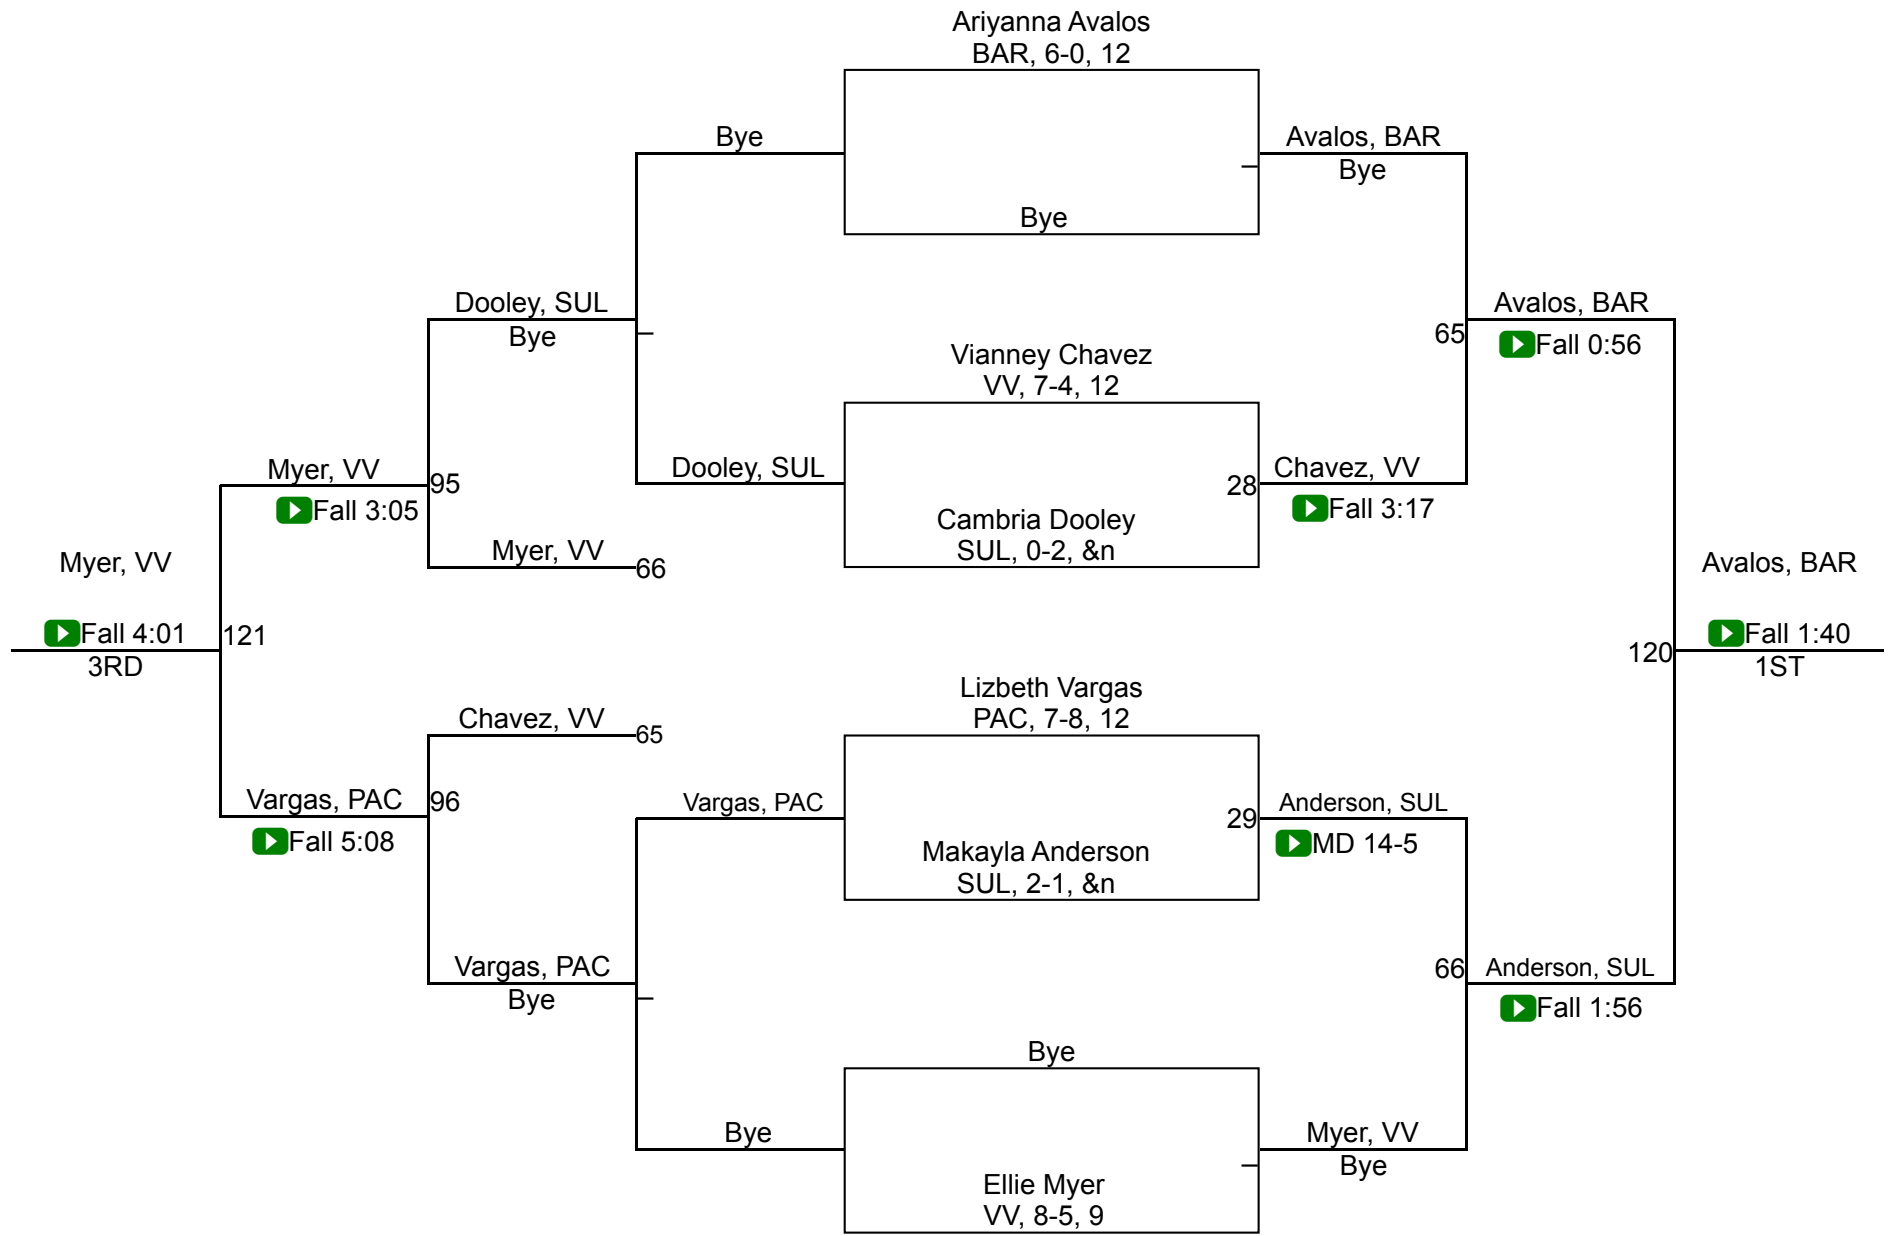 Ariyanna Avalos
BAR, 6-0, 12
Bye
Avalos, BAR
Bye
Bye
Dooley, SUL
Bye
Avalos, BAR
65
Fall 0:56
Vianney Chavez
VV, 7-4, 12
Myer, VV
95
Fall 3:05
Dooley, SUL
28
Chavez, VV
Fall 3:17
Cambria Dooley
SUL, 0-2, &n
Myer, VV
66
Myer, VV
Avalos, BAR
Fall 4:01
121
3RD
120
Fall 1:40
1ST
Lizbeth Vargas
PAC, 7-8, 12
Chavez, VV
65
Vargas, PAC
96
Fall 5:08
Vargas, PAC
29
Anderson, SUL
MD 14-5
Makayla Anderson
SUL, 2-1, &n
Vargas, PAC
Bye
66
Anderson, SUL
Fall 1:56
Bye
Bye
Myer, VV
Bye
Ellie Myer
VV, 8-5, 9